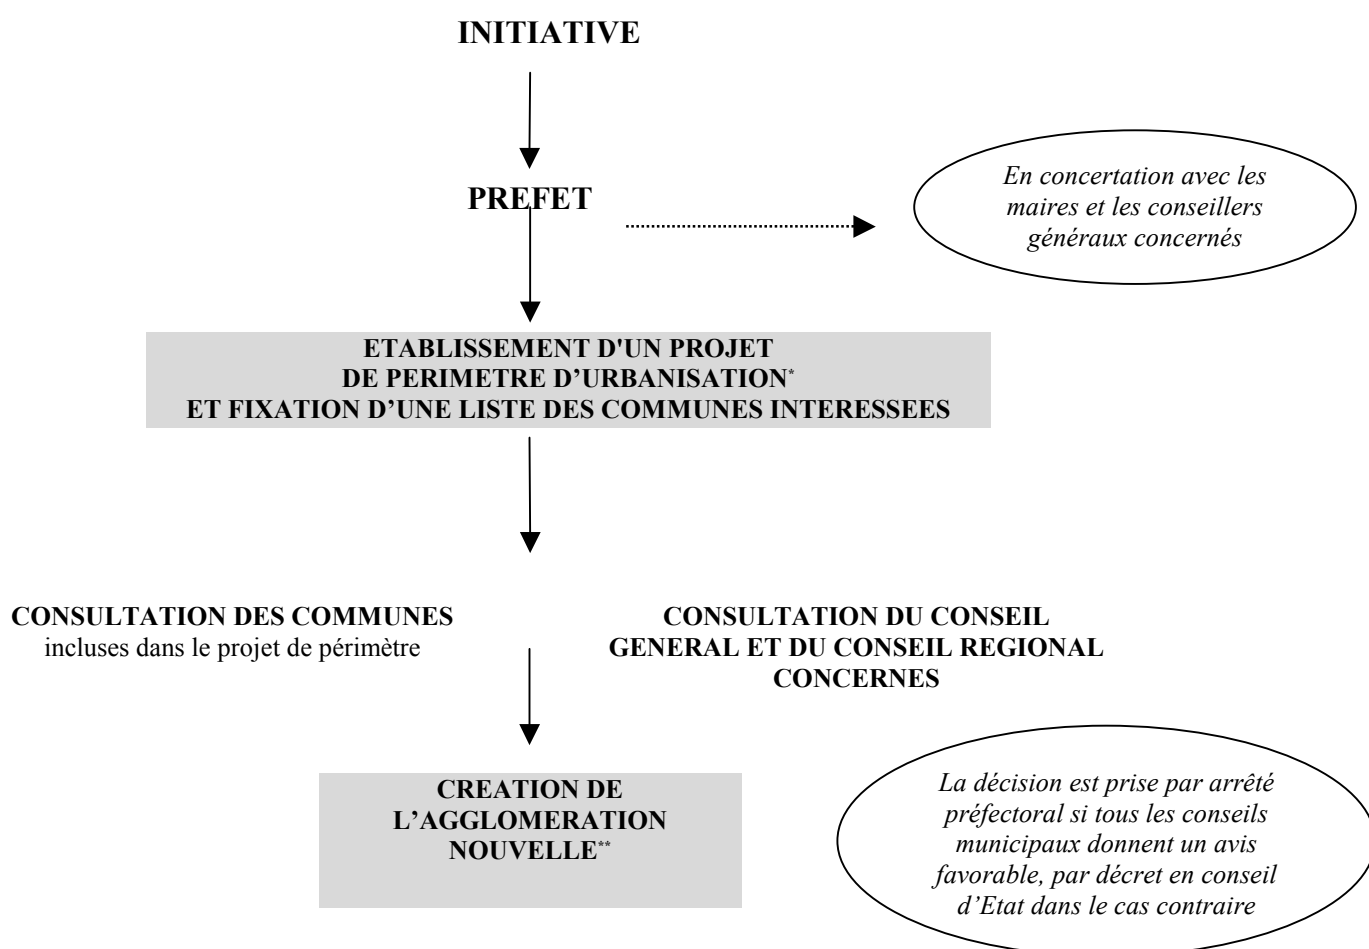 INITIATIVE
PREFET
En concertation avec les
maires et les conseillers
généraux concernés
ETABLISSEMENT D'UN PROJET
DE PERIMETRE D’URBANISATION*
ET FIXATION D’UNE LISTE DES COMMUNES INTERESSEES
CONSULTATION DES COMMUNES
incluses dans le projet de périmètre
CONSULTATION DU CONSEIL
GENERAL ET DU CONSEIL REGIONAL
CONCERNES
CREATION DE
L’AGGLOMERATION
NOUVELLE**
La décision est prise par arrêté
préfectoral si tous les conseils
municipaux donnent un avis
favorable, par décret en conseil
d’Etat dans le cas contraire